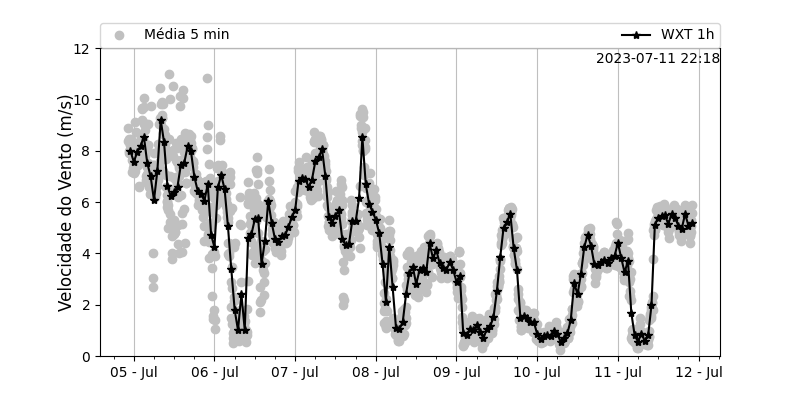 Média 5 min
WXT 1h
2023-07-11 22:18
Velocidade do Vento (m/s)
12
10
8
6
4
2
0
05 - Jul
06 - Jul
07 - Jul
08 - Jul
09 - Jul
10 - Jul
11 - Jul
12 - Jul